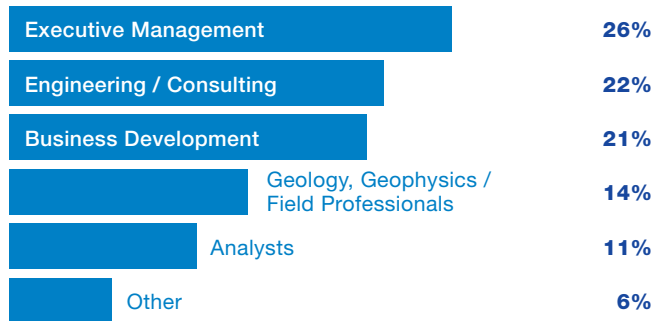 Executive Management 26%
Engineering / Consulting 22%
Business Development 21%
Geology, Geophysics /
Field Professionals 14%
Analysts 11%
Other 6%